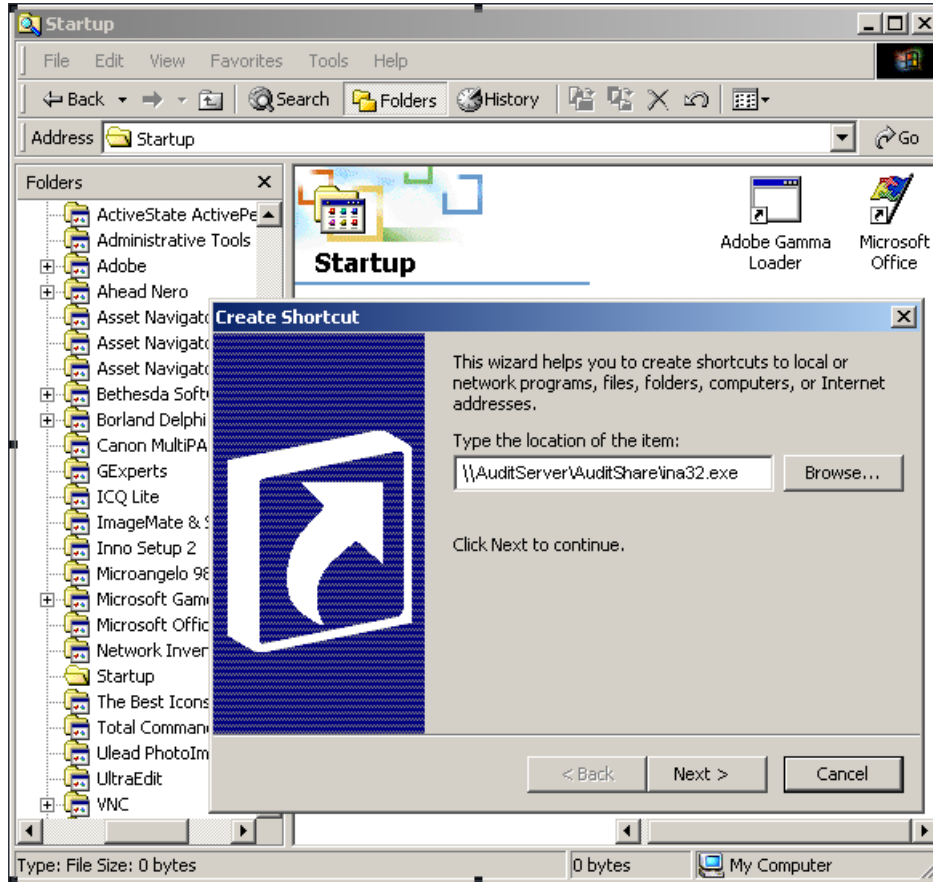 Startup
File Edit View Favorites Tools Help
Back Search Folders History
Address Startup Go
Folders
ActiveState ActivePe
Administrative Tools
Adobe
Ahead Nero
Asset Navigato
Asset Navigato
Asset Navigato
Bethesda Soft
Borland Delphi
Canon MultiPA
GExperts
ICQ Lite
ImageMate & S
Inno Setup 2
Microangelo 98
Microsoft Gam
Microsoft Offic
Network Inven
Startup
The Best Icons
Total Comman
Ulead PhotoIm
UltraEdit
VNC
Startup
Adobe Gamma
Loader
Microsoft
Office
Create Shortcut
This wizard helps you to create shortcuts to local or
network programs, files, folders, computers, or Internet
addresses.
Type the location of the item:
\\AuditServer\AuditShare\ina32.exe Browse...
Click Next to continue.
< Back Next > Cancel
Type: File Size: 0 bytes 0 bytes My Computer